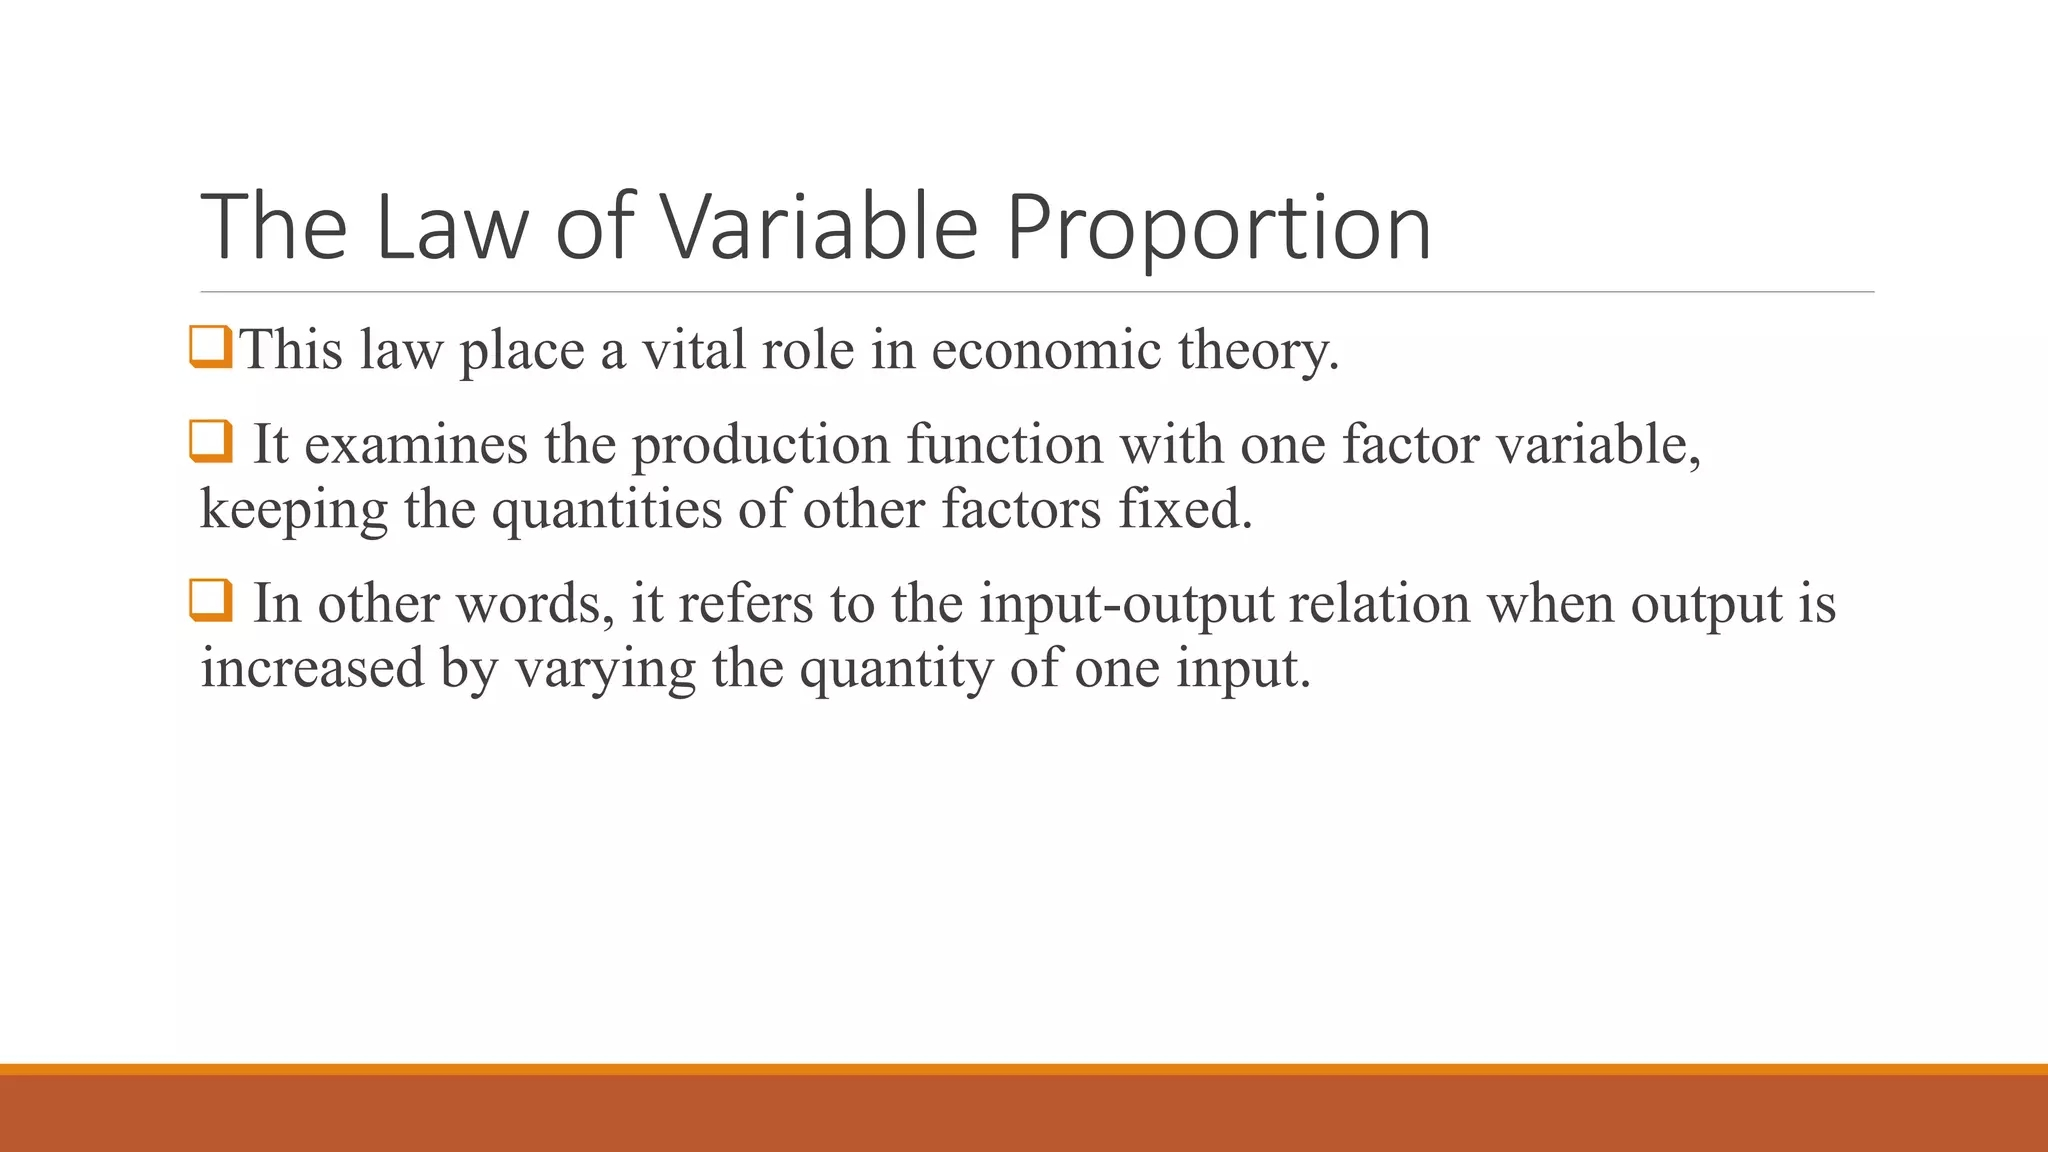 The Law of Variable Proportion
This law place a vital role in economic theory.
It examines the production function with one factor variable,
keeping the quantities of other factors fixed.
In other words, it refers to the input-output relation when output is
increased by varying the quantity of one input.